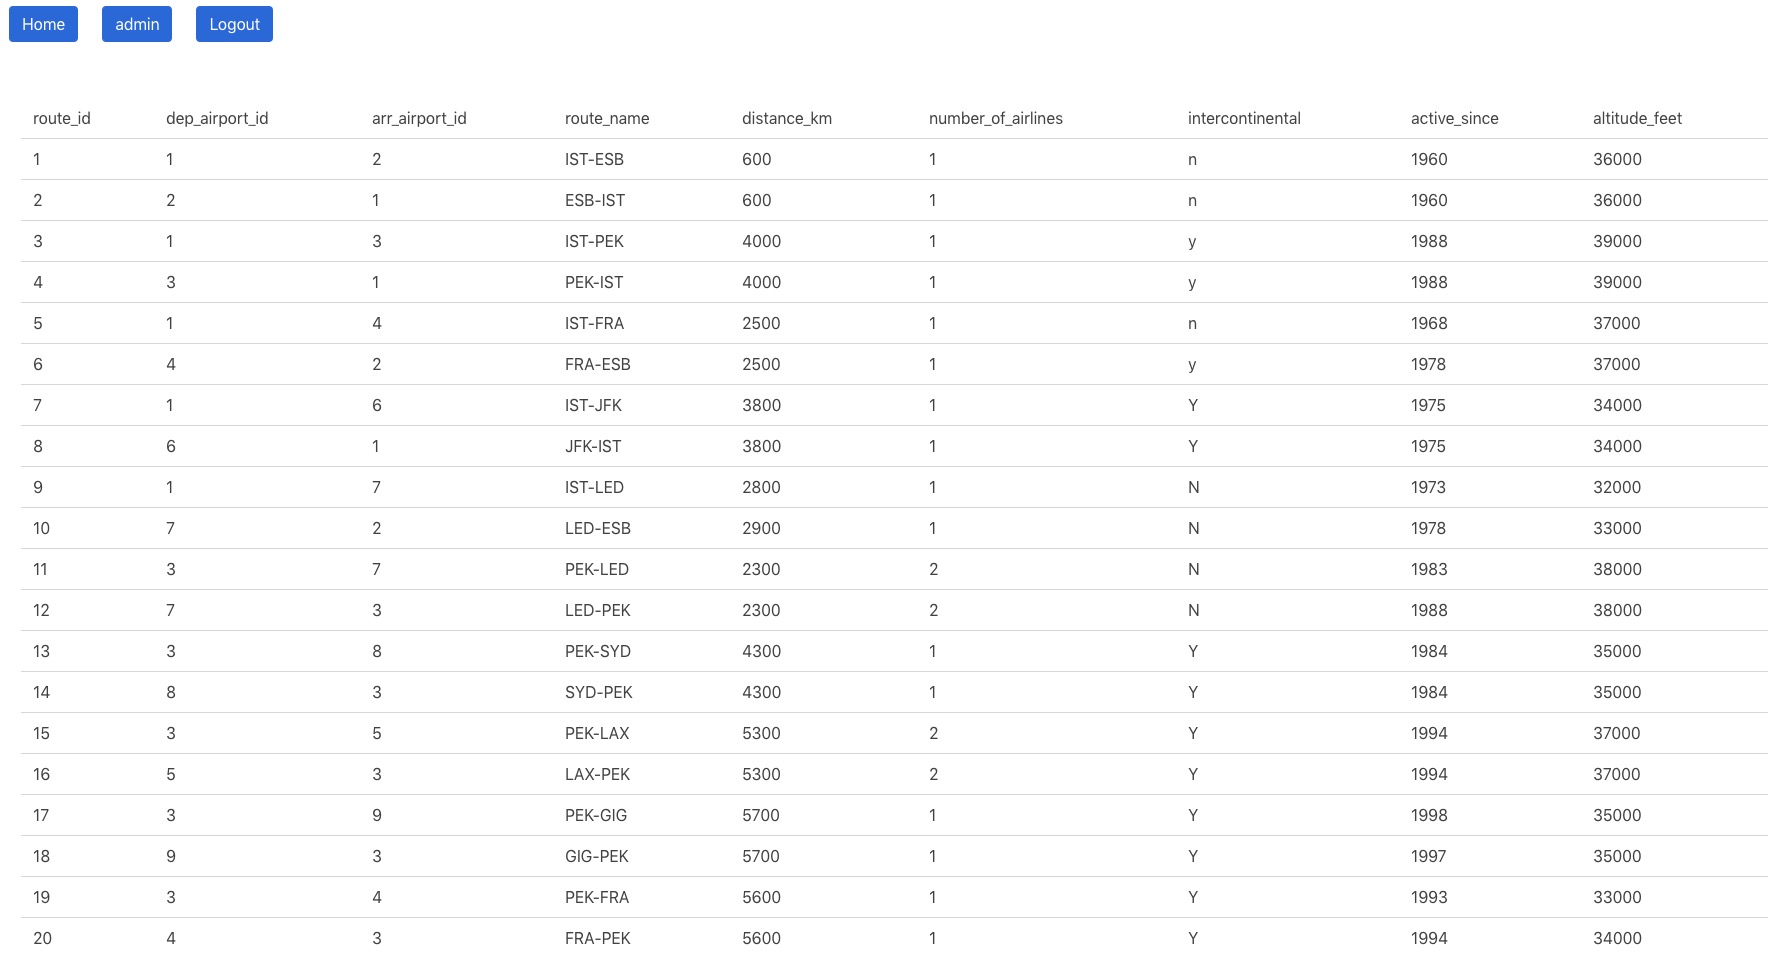 Home admin Logout
route_id dep_airport_id arr_airport_id route_name distance_km number_of_airlines intercontinental active_since altitude_feet
1 1 2 IST-ESB 600 1 n 1960 36000
2 2 1 ESB-IST 600 1 n 1960 36000
3 1 3 IST-PEK 4000 1 y 1988 39000
4 3 1 PEK-IST 4000 1 y 1988 39000
5 1 4 IST-FRA 2500 1 n 1968 37000
6 4 2 FRA-ESB 2500 1 y 1978 37000
7 1 6 IST-JFK 3800 1 Y 1975 34000
8 6 1 JFK-IST 3800 1 Y 1975 34000
9 1 7 IST-LED 2800 1 N 1973 32000
10 7 2 LED-ESB 2900 1 N 1978 33000
11 3 7 PEK-LED 2300 2 N 1983 38000
12 7 3 LED-PEK 2300 2 N 1988 38000
13 3 8 PEK-SYD 4300 1 Y 1984 35000
14 8 3 SYD-PEK 4300 1 Y 1984 35000
15 3 5 PEK-LAX 5300 2 Y 1994 37000
16 5 3 LAX-PEK 5300 2 Y 1994 37000
17 3 9 PEK-GIG 5700 1 Y 1998 35000
18 9 3 GIG-PEK 5700 1 Y 1997 35000
19 3 4 PEK-FRA 5600 1 Y 1993 33000
20 4 3 FRA-PEK 5600 1 Y 1994 34000